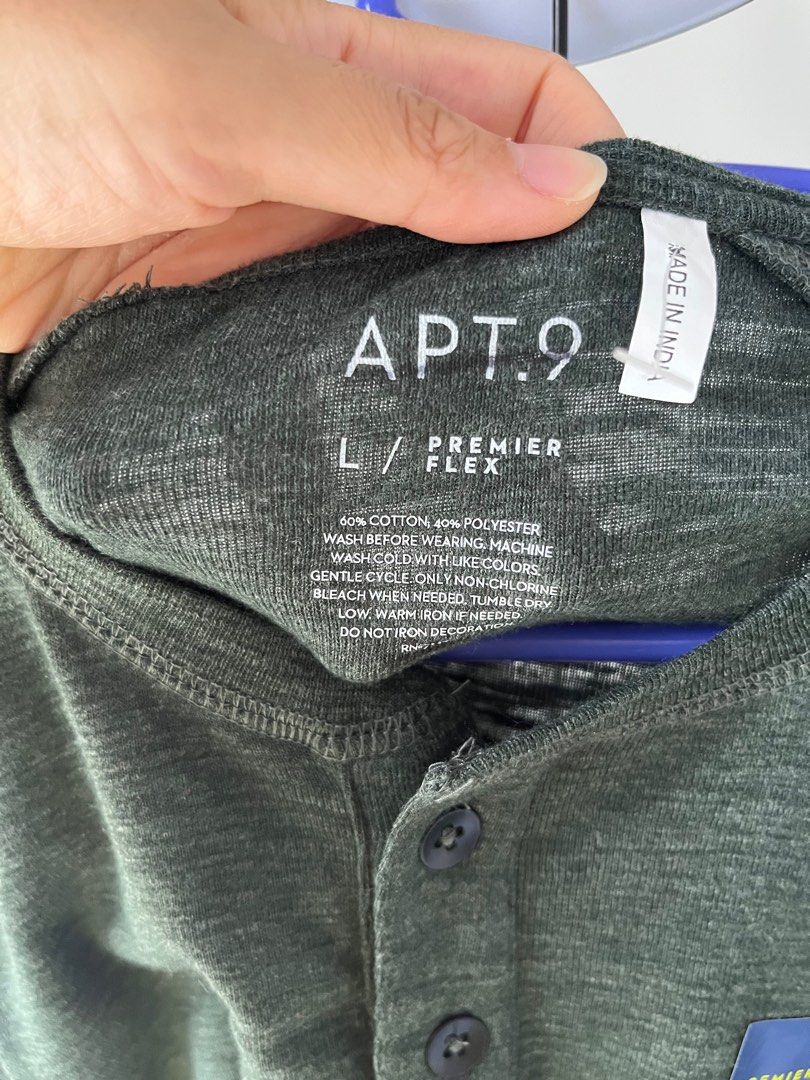 APT.9
MADE IN INDIA
L / PREMIER
FLEX
60% COTTON; 40% POLYESTER
WASH BEFORE WEARING. MACHINE
WASH COLD WITH LIKE COLORS.
GENTLE CYCLE. ONLY NON-CHLORINE
BLEACH WHEN NEEDED. TUMBLE DRY
LOW. WARM IRON IF NEEDED.
DO NOT IRON